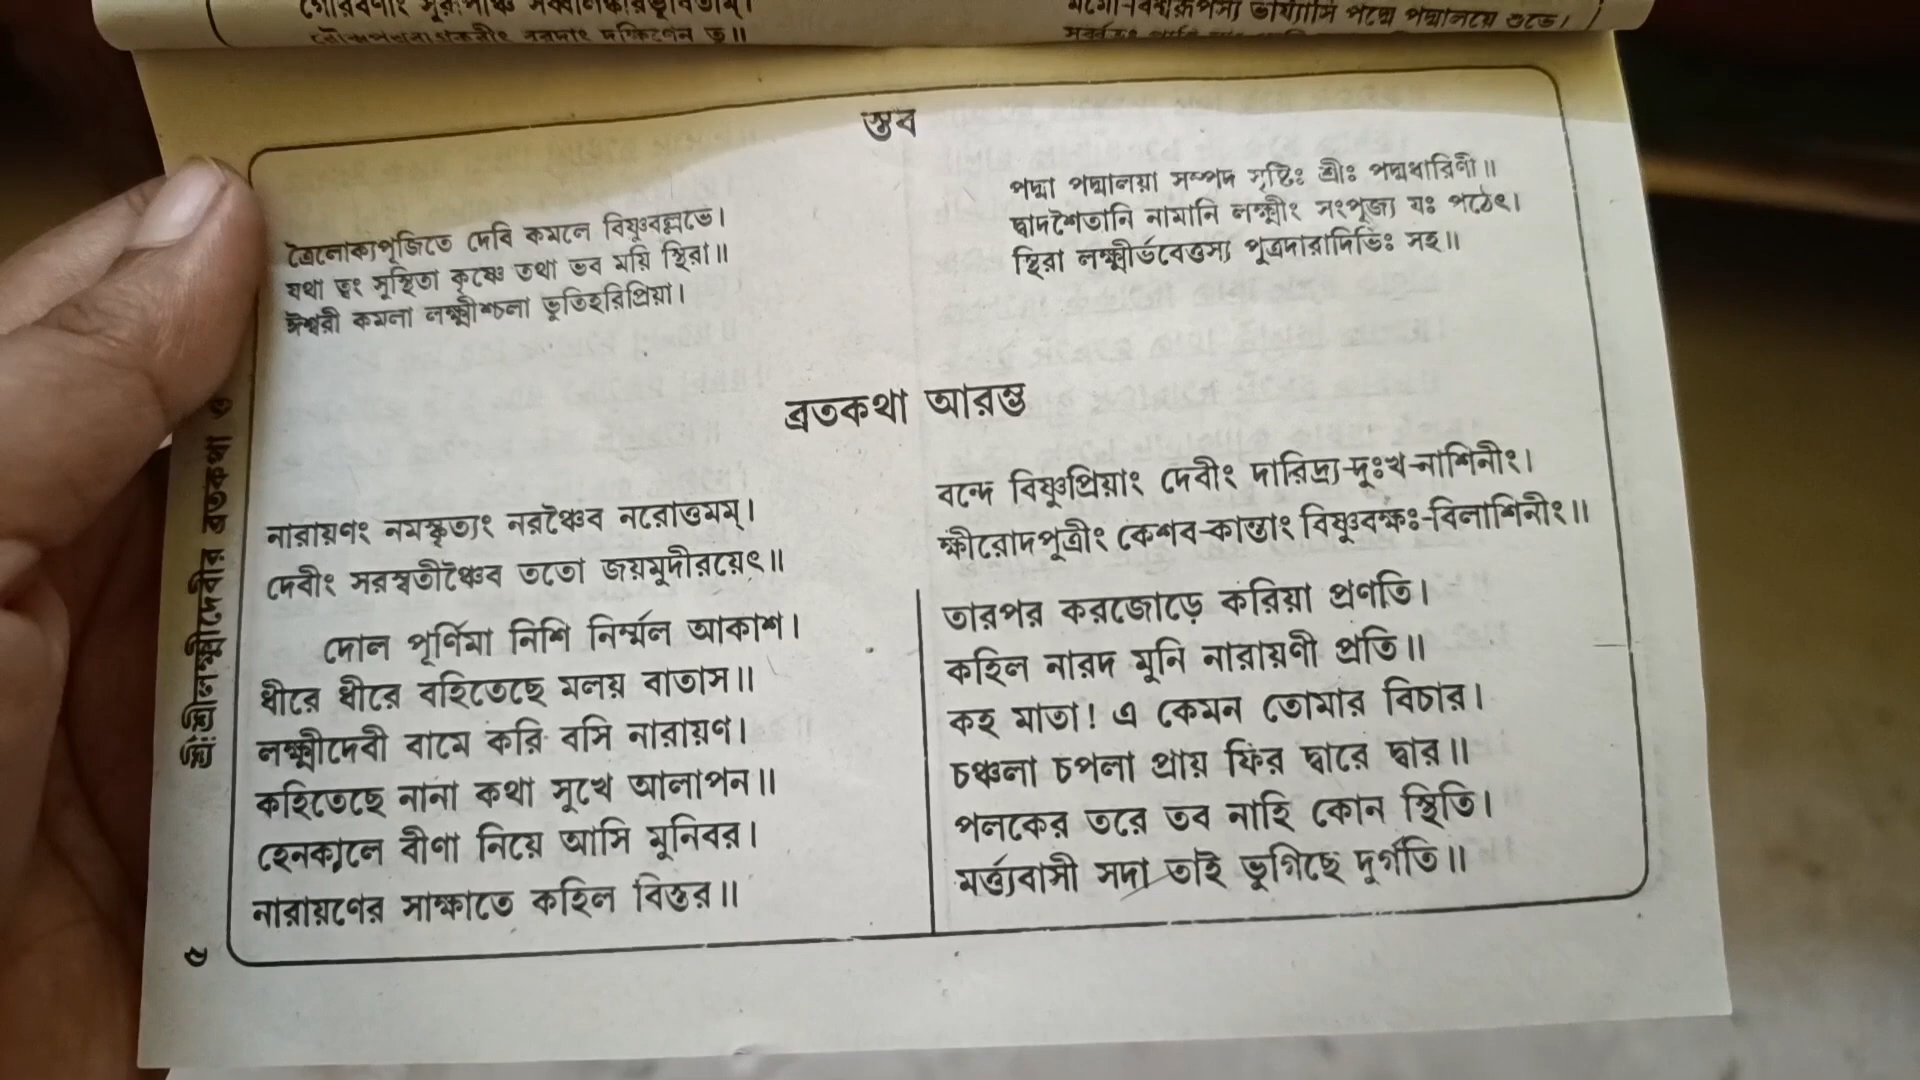 স্তব
ত্রৈলোক্যপূজিতে দেবি কমলে বিষ্ণুবল্লভে।
যথা ত্বং সুস্থিতা কৃষ্ণে তথা ভব ময়ি স্থিরা॥
ঈশ্বরী কমলা লক্ষ্মীশ্চলা ভূতিহরিপ্রিয়া।
পদ্মা পদ্মালয়া সম্পদ সৃষ্টিঃ শ্রীঃ পদ্মধারিণী॥
দ্বাদশৈতানি নামানি লক্ষ্মীং সংপূজ্য যঃ পঠেৎ।
স্থিরা লক্ষ্মীর্ভবেত্তস্য পুত্রদারাদিভিঃ সহ॥
ব্রতকথা আরম্ভ
নারায়ণং নমস্কৃত্যং নরঞ্চৈব নরোত্তমম্।
দেবীং সরস্বতীঞ্চৈব ততো জয়মুদীরয়েৎ॥
বন্দে বিষ্ণুপ্রিয়াং দেবীং দারিদ্র্য-দুঃখ-নাশিনীং।
ক্ষীরোদপুত্রীং কেশব-কান্তাং বিষ্ণুবক্ষঃ-বিলাশিনীং॥
দোল পূর্ণিমা নিশি নির্ম্মল আকাশ।
ধীরে ধীরে বহিতেছে মলয় বাতাস॥
লক্ষ্মীদেবী বামে করি বসি নারায়ণ।
কহিতেছে নানা কথা সুখে আলাপন॥
হেনকালে বীণা নিয়ে আসি মুনিবর।
নারায়ণের সাক্ষাতে কহিল বিস্তর॥
তারপর করজোড়ে করিয়া প্রণতি।
কহিল নারদ মুনি নারায়ণী প্রতি॥
কহ মাতা! এ কেমন তোমার বিচার।
চঞ্চলা চপলা প্রায় ফির দ্বারে দ্বার॥
পলকের তরে তব নাহি কোন স্থিতি।
মর্ত্ত্যবাসী সদা তাই ভুগিছে দুর্গতি॥
শ্রীশ্রীলক্ষ্মীদেবীর ব্রতকথা ও
৫